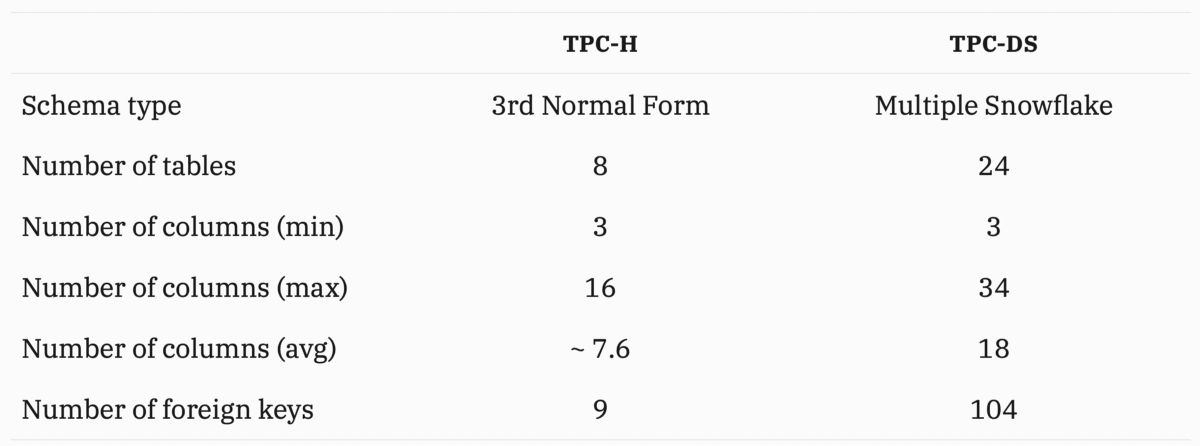 TPC-H TPC-DS
Schema type 3rd Normal Form Multiple Snowflake
Number of tables 8 24
Number of columns (min) 3 3
Number of columns (max) 16 34
Number of columns (avg) ~ 7.6 18
Number of foreign keys 9 104